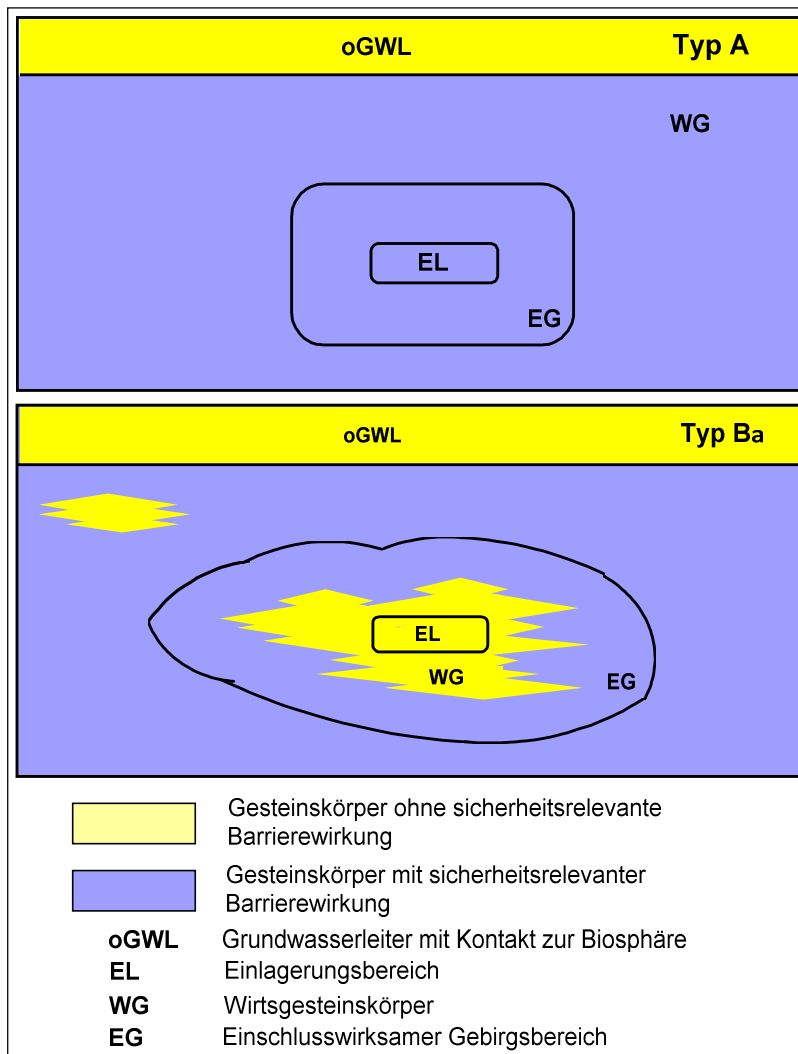 oGWL Typ A
WG
EL
EG
oGWL Typ Ba
EL
WG
EG
Gesteinskörper ohne sicherheitsrelevante
Barrierewirkung
Gesteinskörper mit sicherheitsrelevanter
Barrierewirkung
oGWL Grundwasserleiter mit Kontakt zur Biosphäre
EL Einlagerungsbereich
WG Wirtsgesteinskörper
EG Einschlusswirksamer Gebirgsbereich